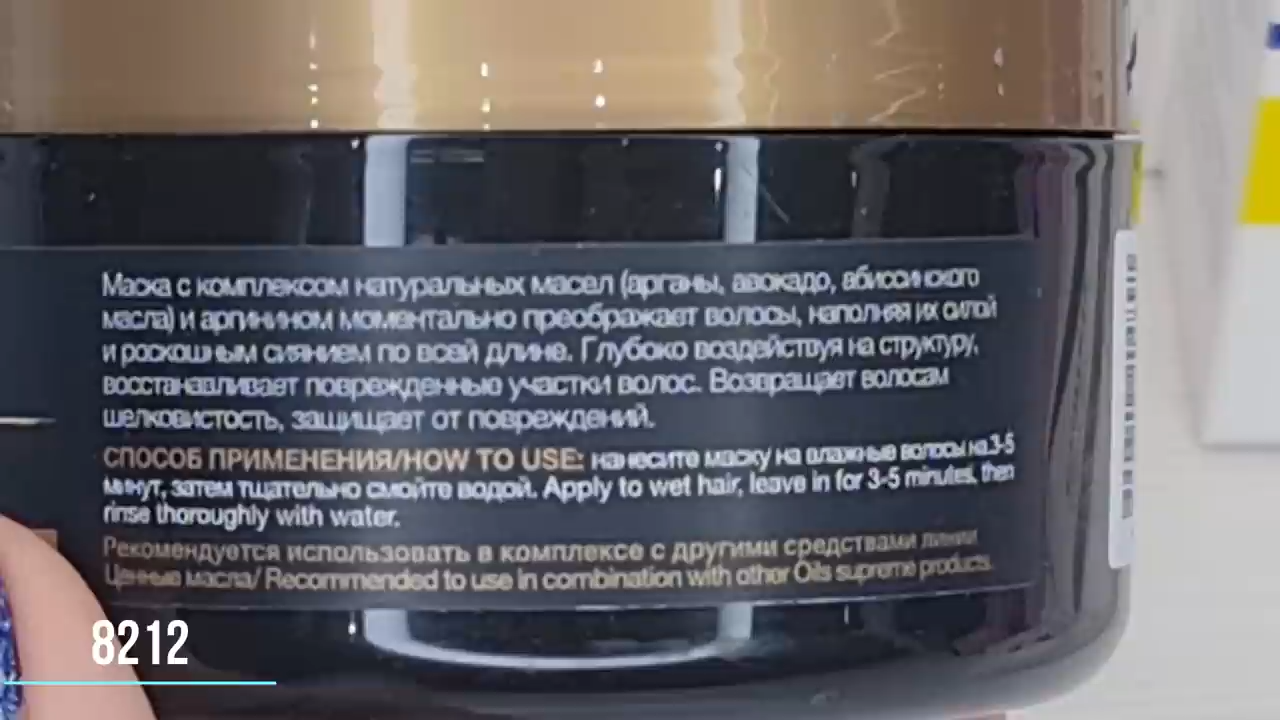 Маска с комплексом натуральных масел (арганы, авокадо, абиссинского
масла) и аргинином моментально преображает волосы, наполняя их силой
и роскошным сиянием по всей длине. Глубоко воздействуя на структуру,
восстанавливает поврежденные участки волос. Возвращает волосам
шелковистость, защищает от повреждений.
СПОСОБ ПРИМЕНЕНИЯ/HOW TO USE: нанесите маску на влажные волосы на 3-5
минут, затем тщательно смойте водой. Apply to wet hair, leave in for 3-5 minutes, then
rinse thoroughly with water.
Рекомендуется использовать в комплексе с другими средствами линии
Ценные масла/ Recommended to use in combination with other Oils supreme products.
8212